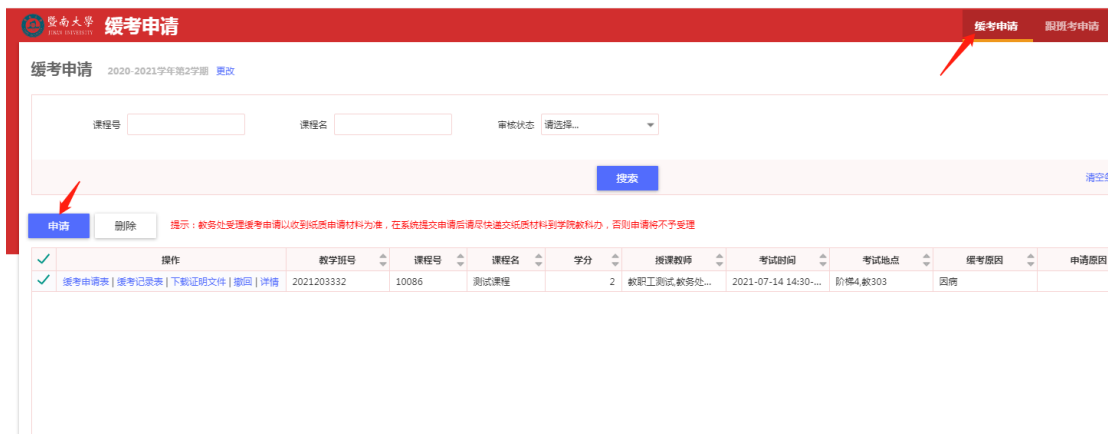 暨南大学 缓考申请 缓考申请 跟班考申请
JINAN UNIVERSITY
缓考申请 2020-2021学年第2学期 更改
课程号 课程名 审核状态 请选择...
搜索 清空
申请 删除 提示：教务处受理缓考申请以收到纸质申请材料为准，在系统提交申请后请尽快递交纸质材料到学院教科办，否则申请将不予受理
操作 教学班号 课程号 课程名 学分 授课教师 考试时间 考试地点 缓考原因 申请原因
缓考申请表|缓考记录表|下载证明文件|撤回|详情 2021203332 10086 测试课程 2 教职工测试,教务处... 2021-07-14 14:30-... 阶梯4,教303 因病